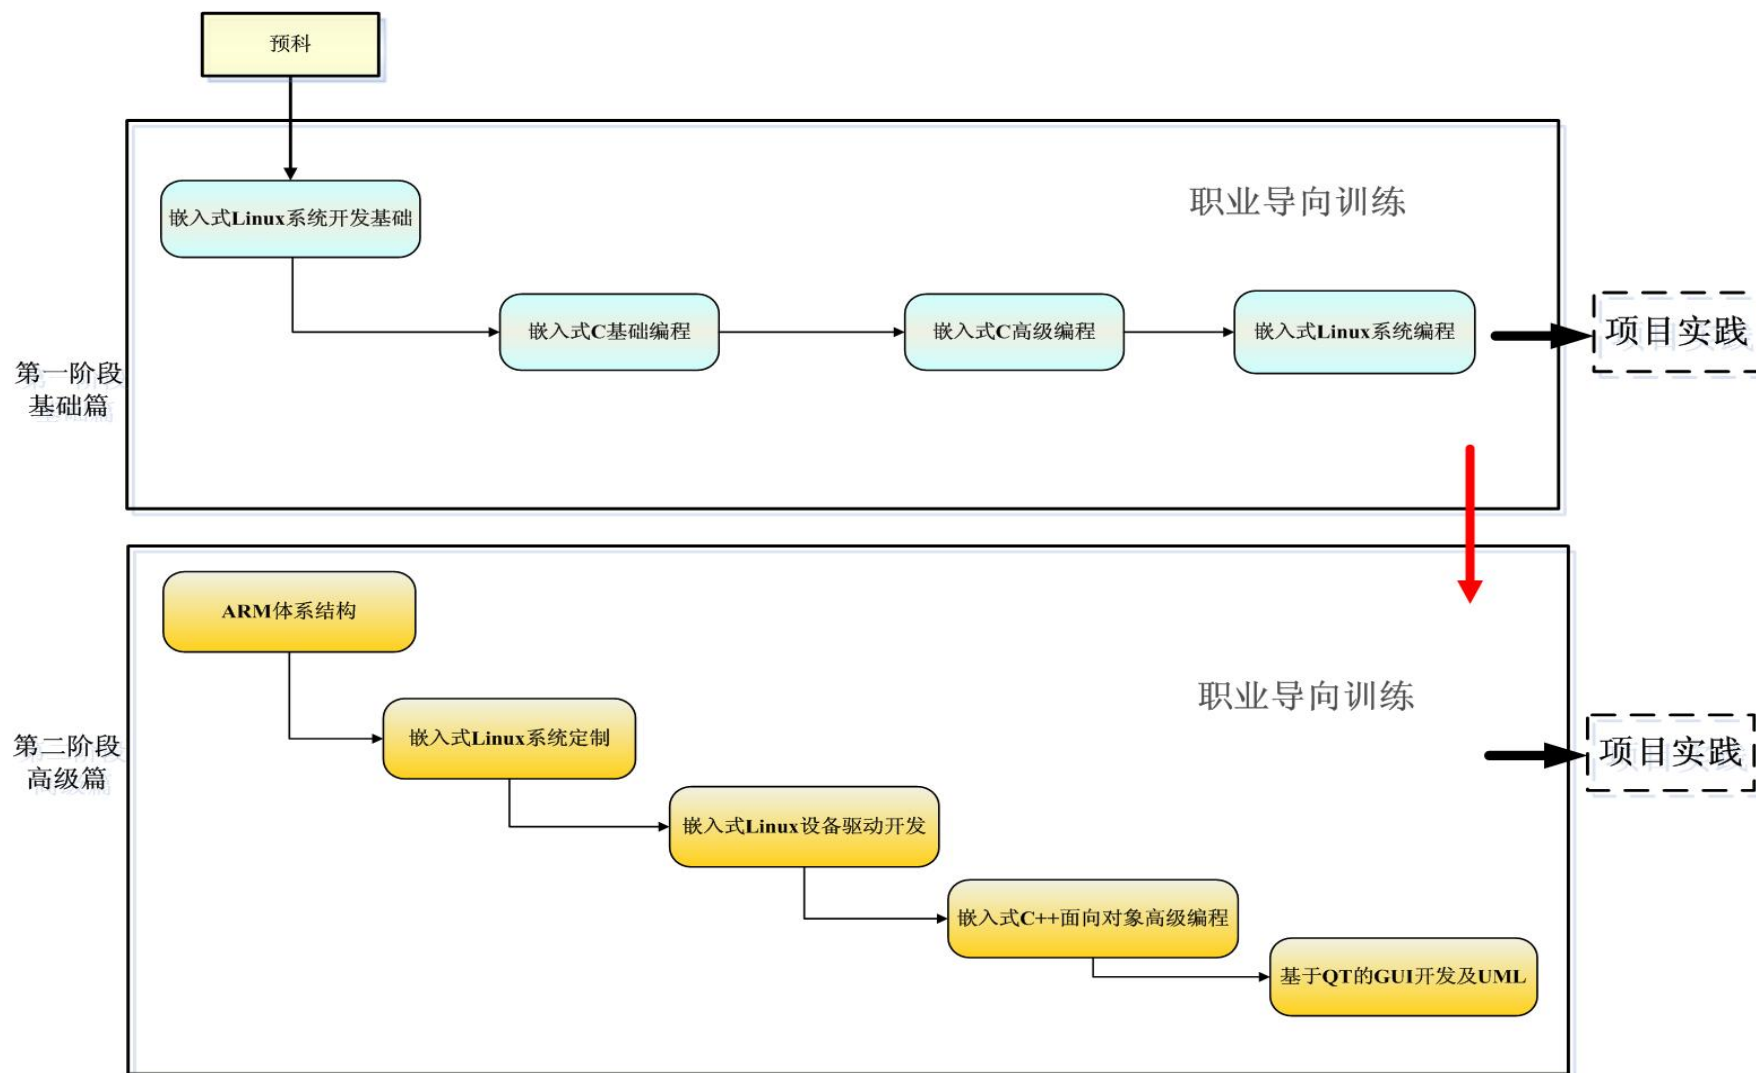 预科
嵌入式Linux系统开发基础
职业导向训练
嵌入式C基础编程
嵌入式C高级编程
嵌入式Linux系统编程
项目实践
第一阶段
基础篇
ARM体系结构
职业导向训练
嵌入式Linux系统定制
第二阶段
高级篇
项目实践
嵌入式Linux设备驱动开发
嵌入式C++面向对象高级编程
基于QT的GUI开发及UML